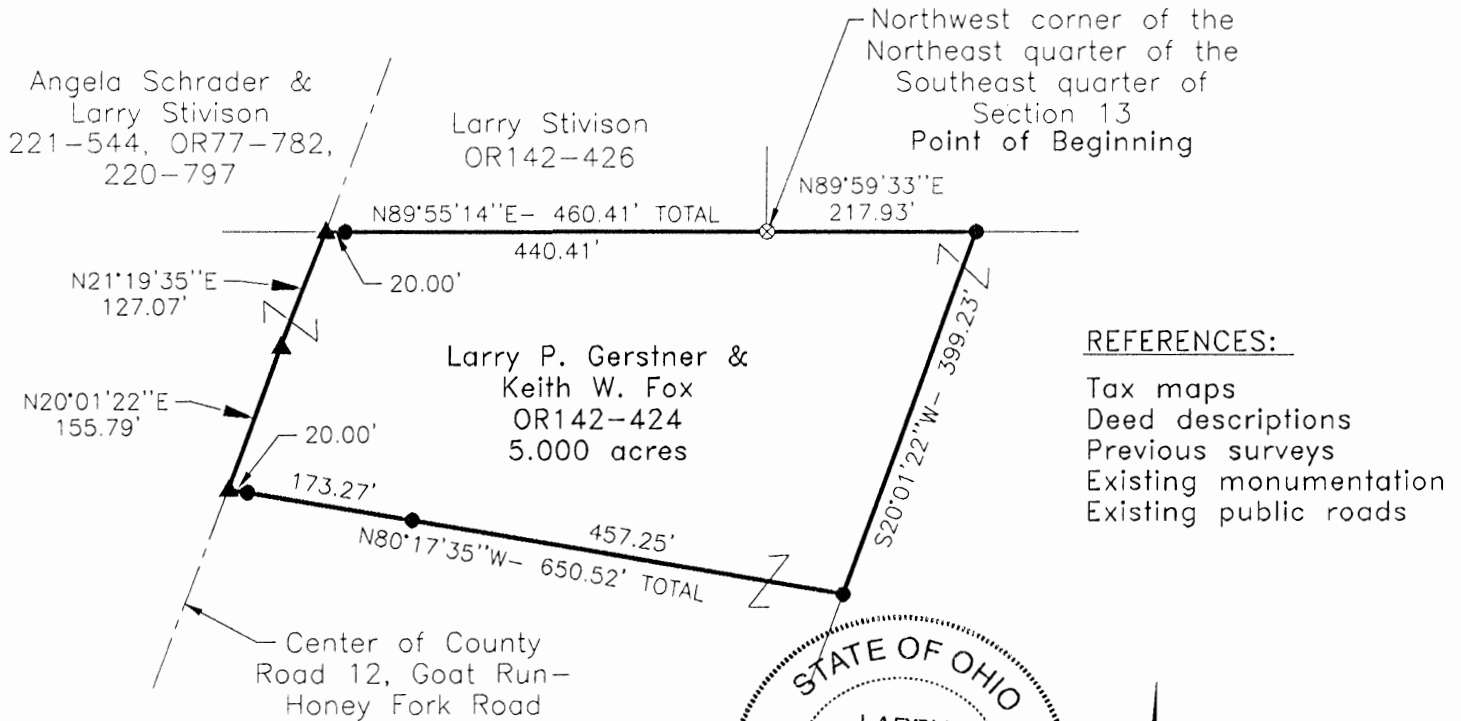 Northwest corner of the
Northeast quarter of the
Southeast quarter of
Section 13
Point of Beginning
Angela Schrader &
Larry Stivison
221-544, OR77-782,
220-797
Larry Stivison
OR142-426
N89°59'33"E
217.93'
N89°55'14"E- 460.41' TOTAL
440.41'
20.00'
N21°19'35"E
127.07'
Larry P. Gerstner &
Keith W. Fox
OR142-424
5.000 acres
S20°01'22"W- 399.23'
REFERENCES:
Tax maps
Deed descriptions
Previous surveys
Existing monumentation
Existing public roads
N20°01'22"E
155.79'
20.00'
173.27'
457.25'
N80°17'35"W- 650.52' TOTAL
Center of County
Road 12, Goat Run-
Honey Fork Road
STATE OF OHIO